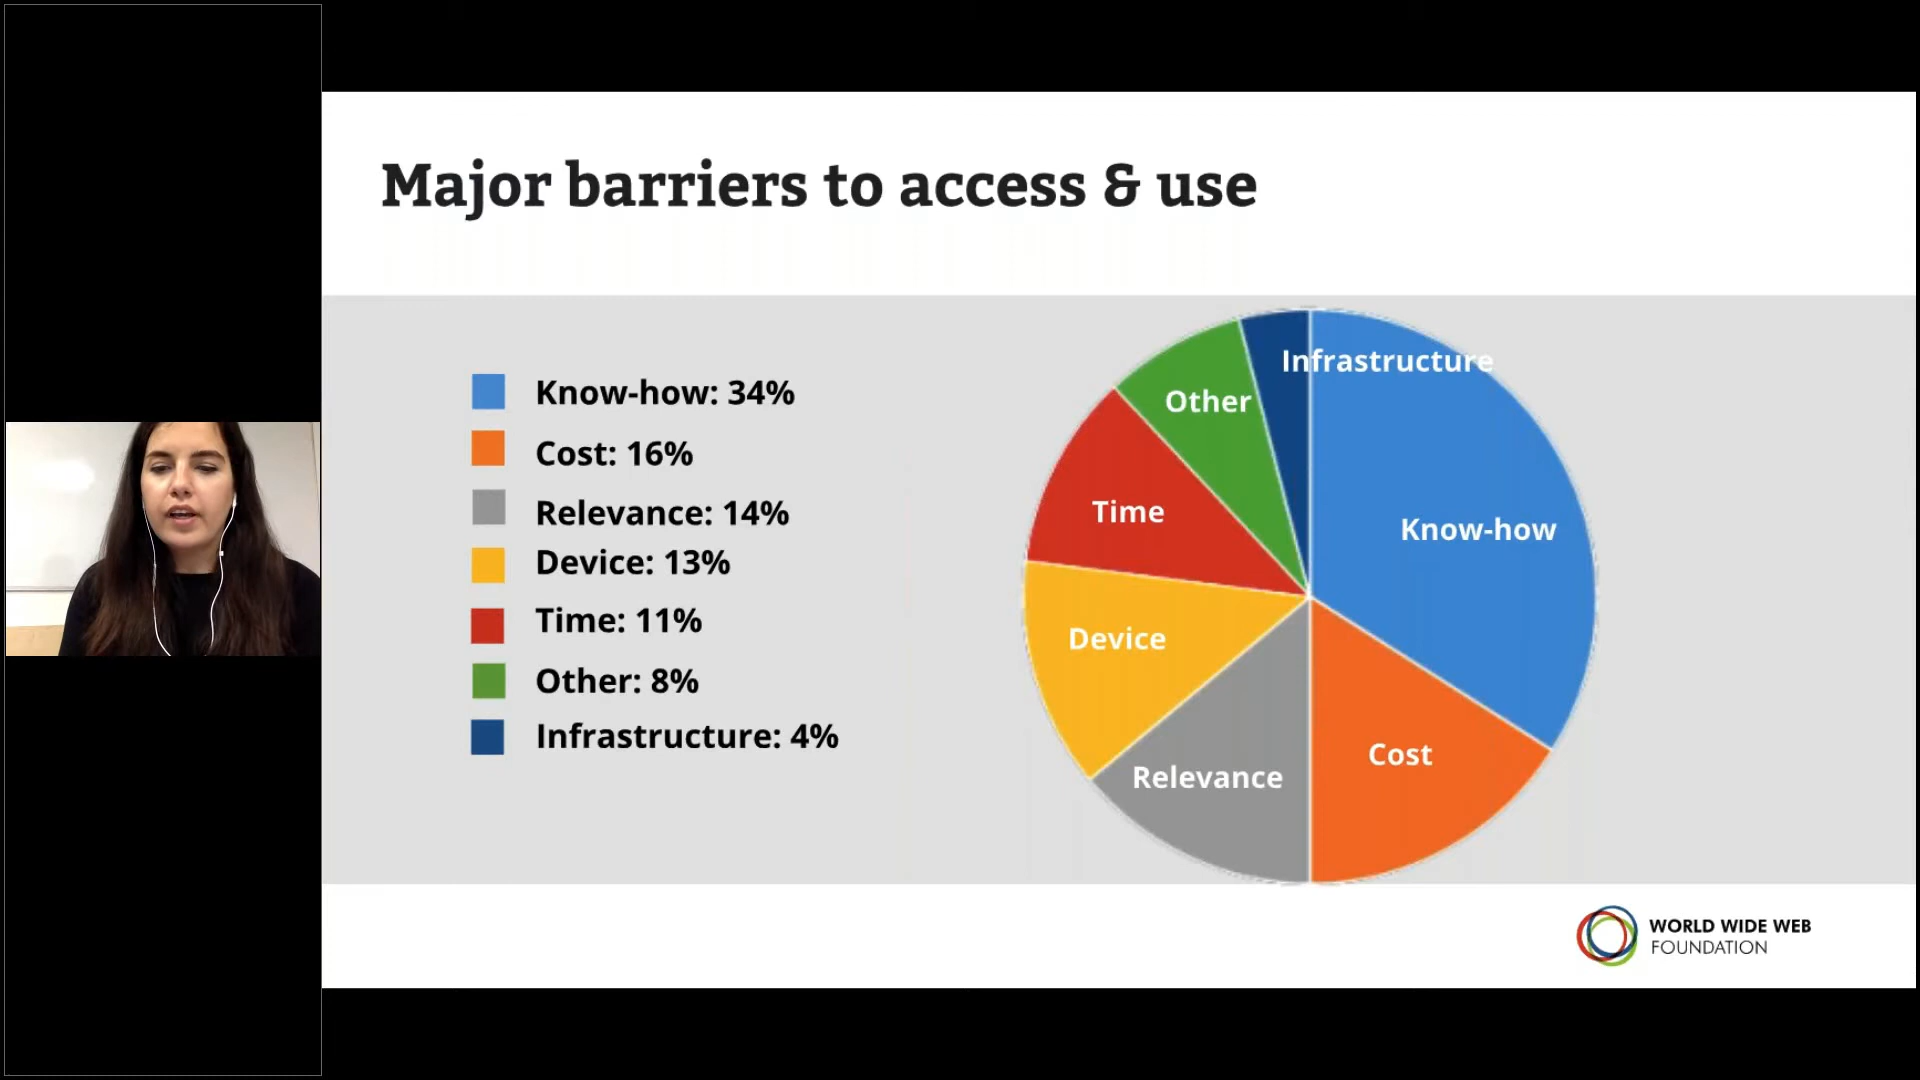 Major barriers to access & use
Know-how: 34%
Cost: 16%
Relevance: 14%
Device: 13%
Time: 11%
Other: 8%
Infrastructure: 4%
Infrastructure
Other
Time
Know-how
Device
Cost
Relevance
WORLD WIDE WEB
FOUNDATION